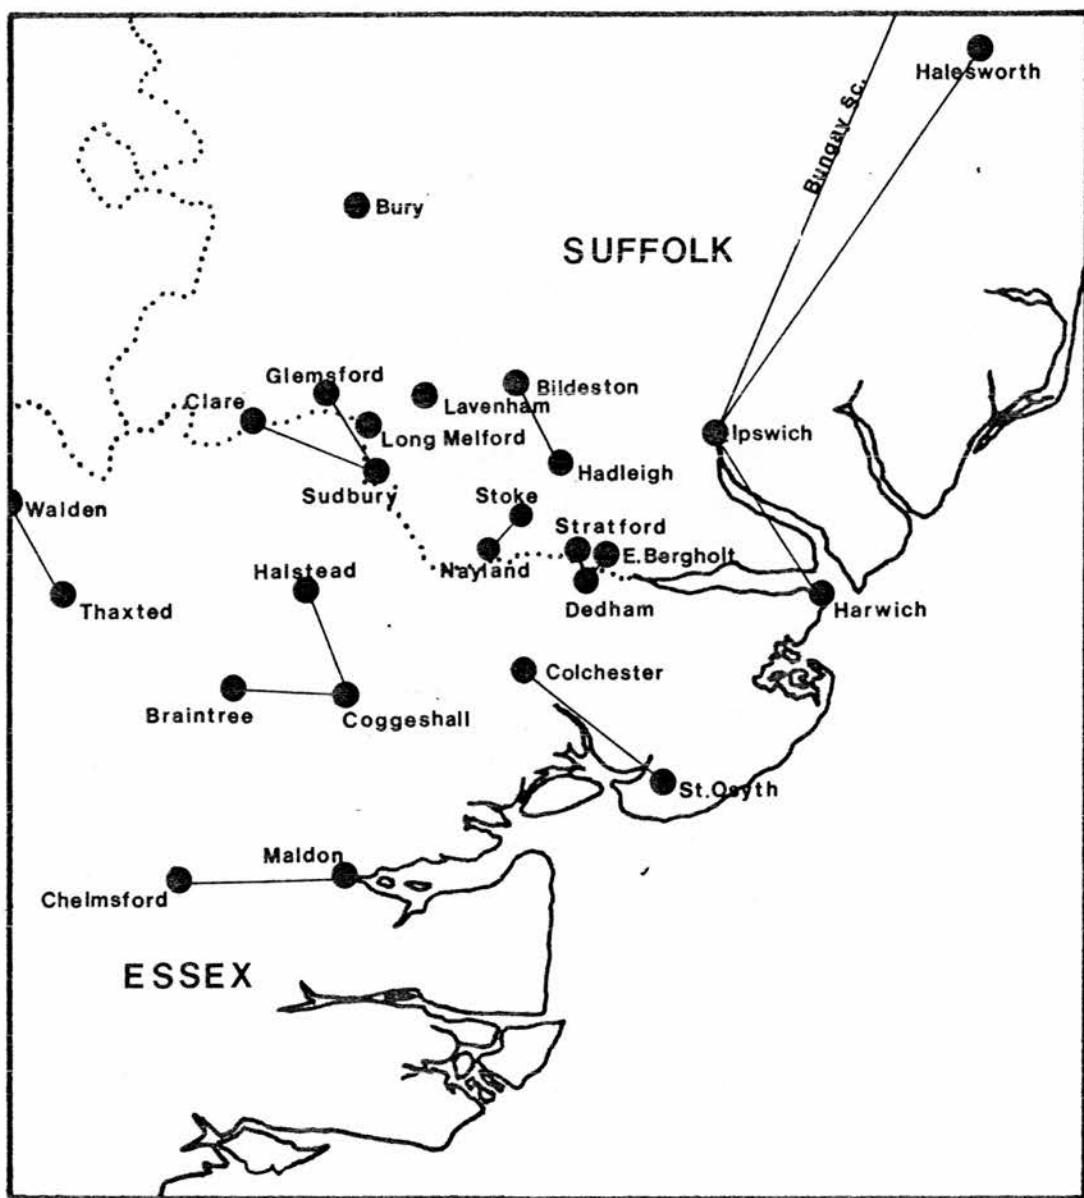 Halesworth
Bungay sc.
Bury
SUFFOLK
Glemsford
Bildeston
Clare
Lavenham
Long Melford
Ipswich
Hadleigh
Sudbury
Stoke
Walden
Stratford
E.Bergholt
Nayland
Halstead
Thaxted
Dedham
Harwich
Colchester
Braintree
Coggeshall
St.Osyth
Maldon
Chelmsford
ESSEX